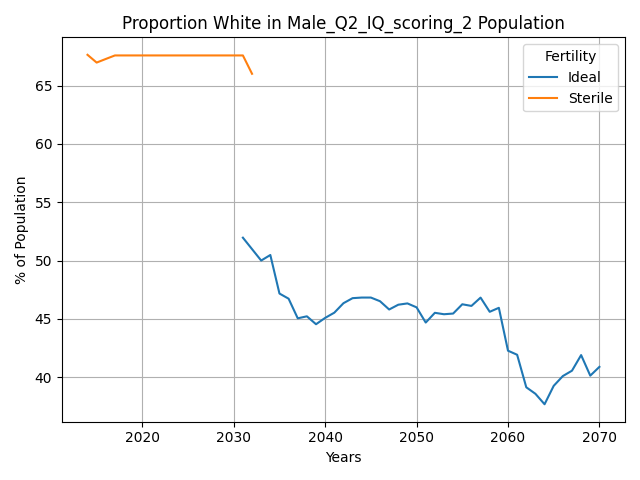 Proportion White in Male_Q2_IQ_scoring_2 Population
Fertility
Ideal
Sterile
% of Population
65
60
55
50
45
40
2020 2030 2040 2050 2060 2070
Years